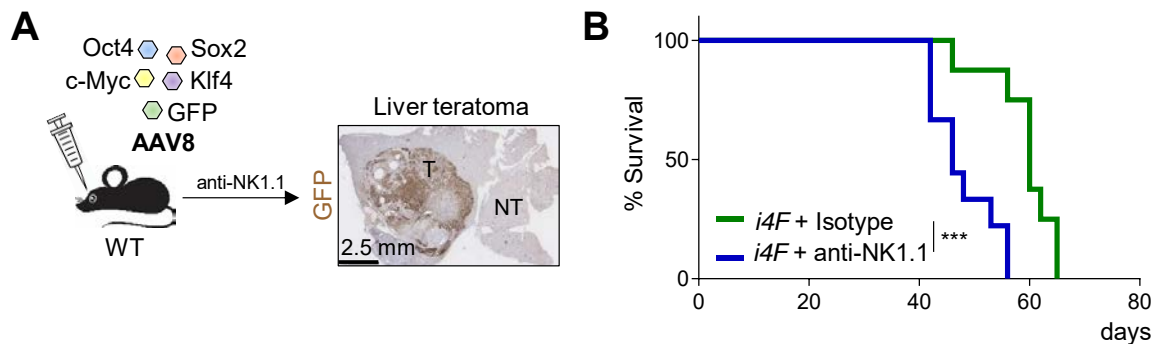 A
Oct4 Sox2
c-Myc Klf4
GFP
AAV8
WT
anti-NK1.1
Liver teratoma
GFP
T
NT
2.5 mm
B
% Survival
100
50
0
i4F + Isotype
i4F + anti-NK1.1
***
0 20 40 60 80
days